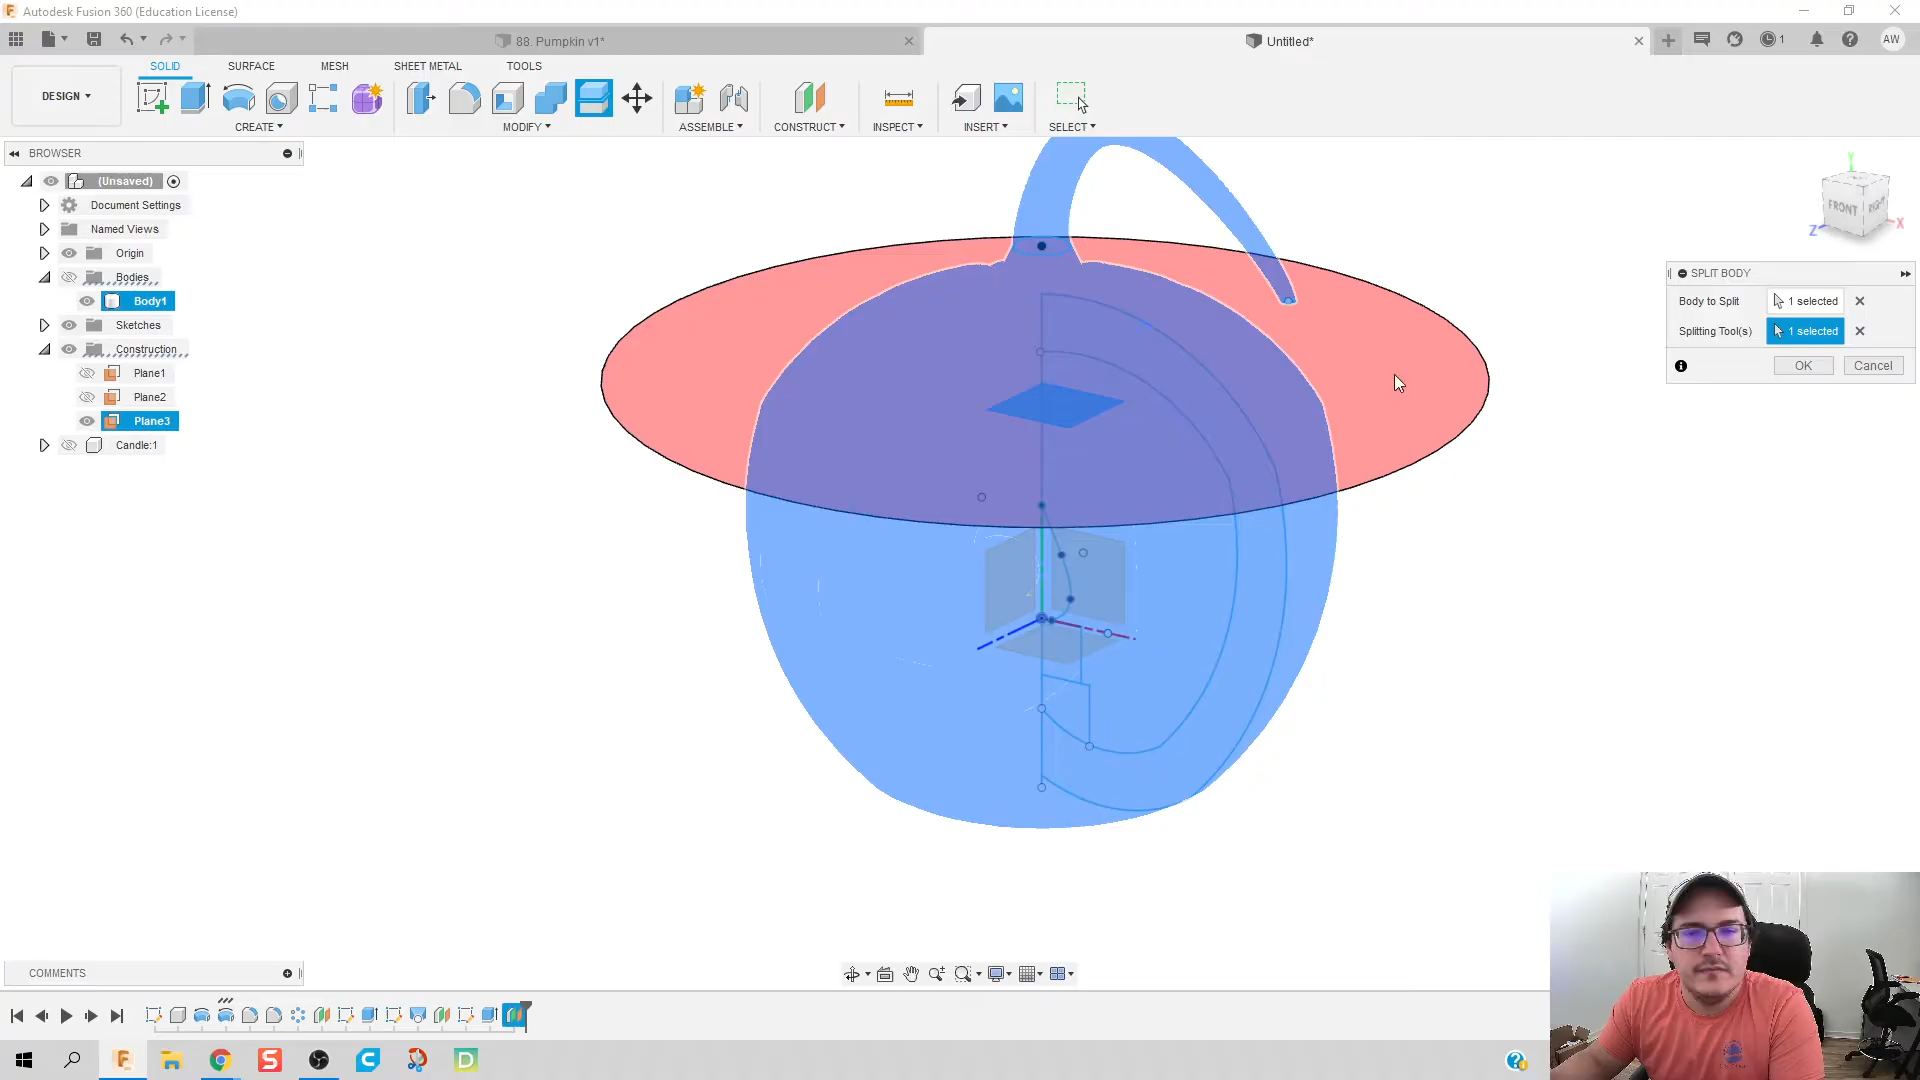 Autodesk Fusion 360 (Education License)
88. Pumpkin v1*
Untitled*
1
AW
DESIGN
SOLID
SURFACE
MESH
SHEET METAL
TOOLS
CREATE
MODIFY
ASSEMBLE
CONSTRUCT
INSPECT
INSERT
SELECT
BROWSER
(Unsaved)
Document Settings
Named Views
Origin
Bodies
Body1
Sketches
Construction
Plane1
Plane2
Plane3
Candle:1
Y
FRONT
RIGHT
Z
X
SPLIT BODY
Body to Split
1 selected
Splitting Tool(s)
1 selected
OK
Cancel
COMMENTS